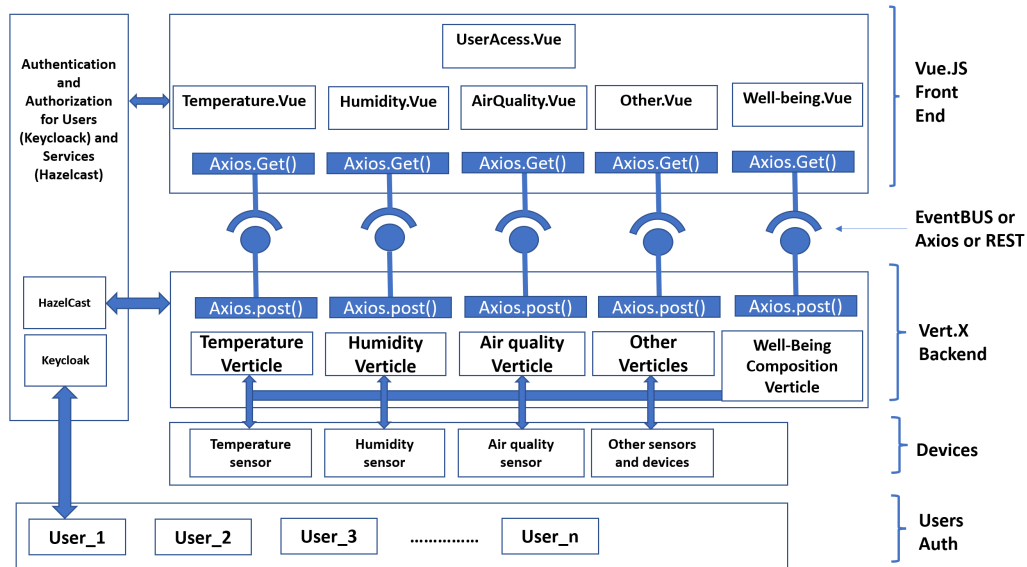 Authentication
and
Authorization
for Users
(Keycloack) and
Services
(Hazelcast)
HazelCast
Keycloak
UserAcess.Vue
Temperature.Vue
Humidity.Vue
AirQuality.Vue
Other.Vue
Well-being.Vue
Axios.Get()
Axios.Get()
Axios.Get()
Axios.Get()
Axios.Get()
Vue.JS
Front
End
EventBUS or
Axios or REST
Axios.post()
Axios.post()
Axios.post()
Axios.post()
Axios.post()
Temperature
Verticle
Humidity
Verticle
Air quality
Verticle
Other
Verticles
Well-Being
Composition
Verticle
Vert.X
Backend
Temperature
sensor
Humidity
sensor
Air quality
sensor
Other sensors
and devices
Devices
User_1
User_2
User_3
...............
User_n
Users
Auth